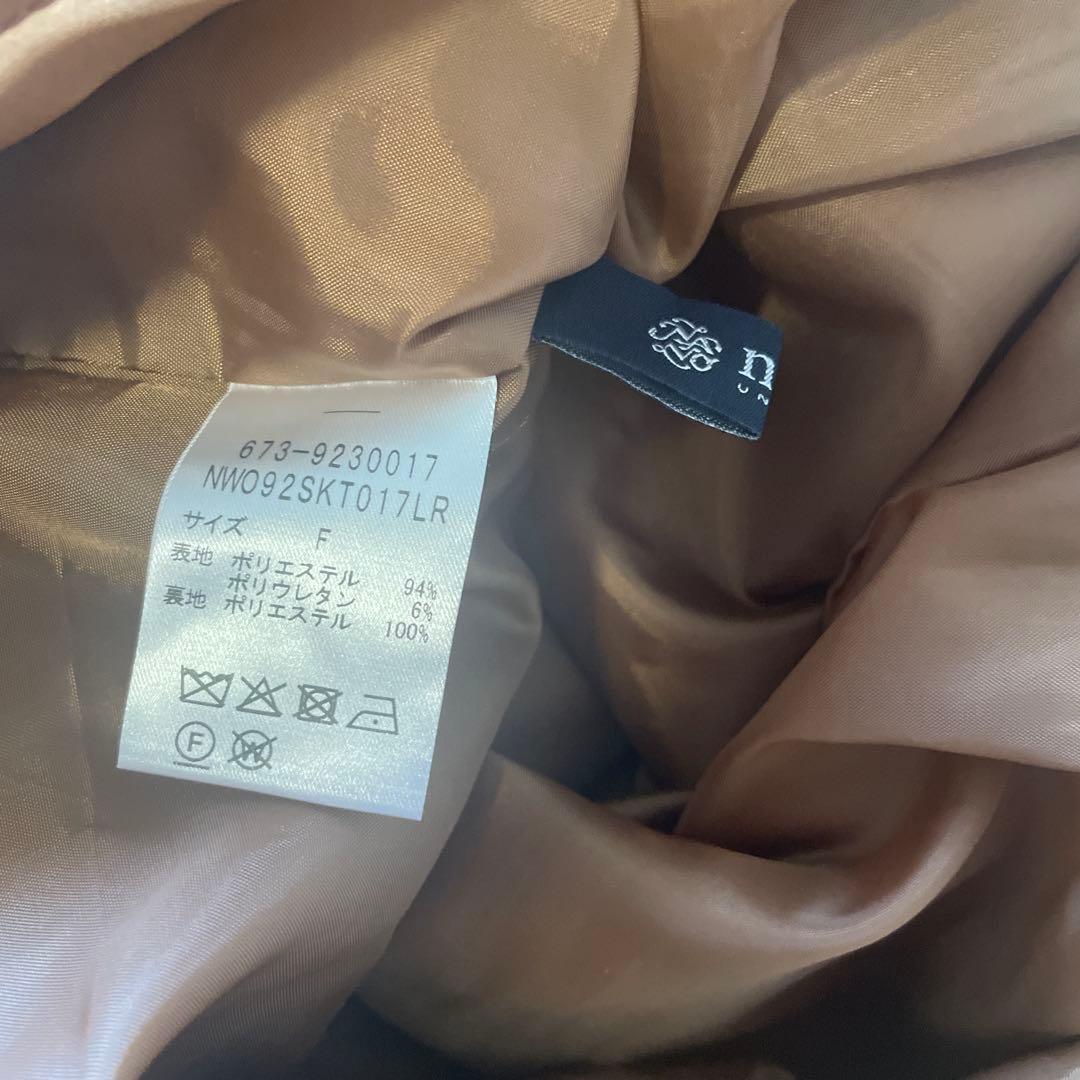 673-9230017
NW092SKT017LR
サイズ F
表地 ポリエステル 94%
ポリウレタン 6%
裏地 ポリエステル 100%
F
W
n